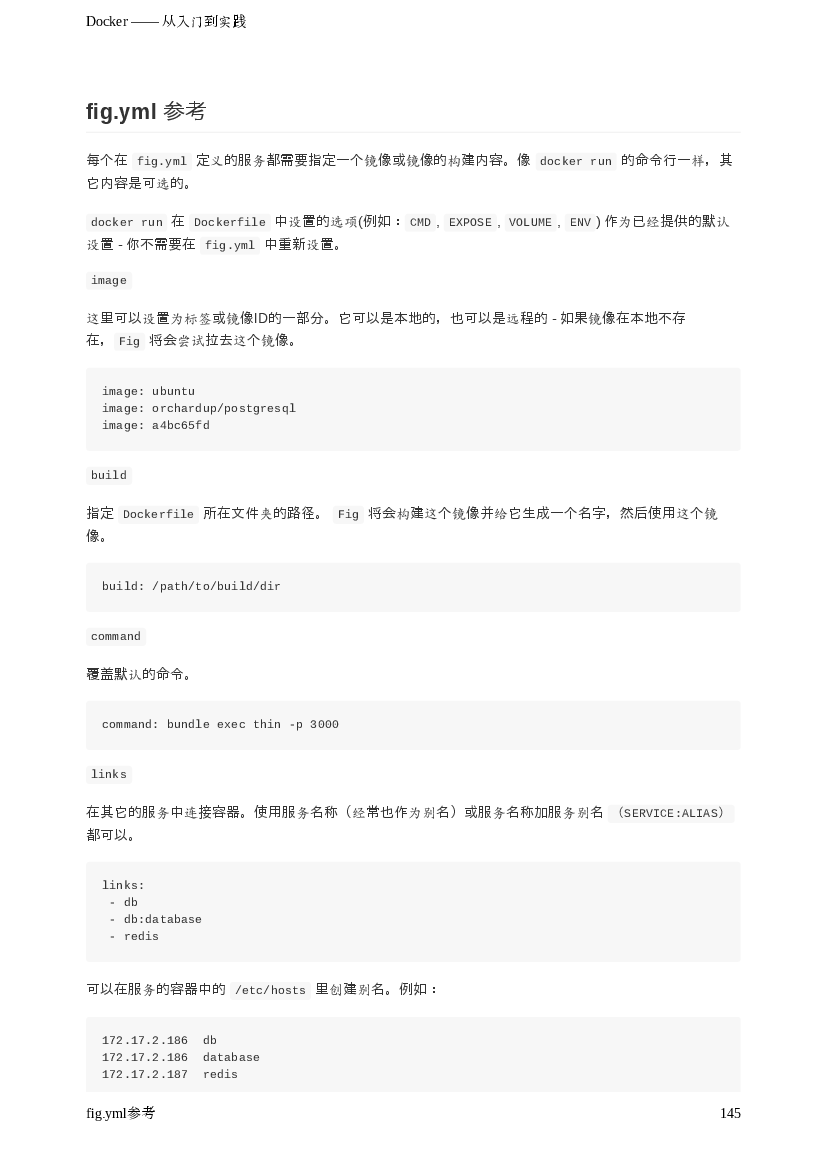 Docker —— 从入门到实践
fig.yml 参考
每个在 fig.yml 定义的服务都需要指定一个镜像或镜像的构建内容。像 docker run 的命令行一样，其
它内容是可选的。
docker run 在 Dockerfile 中设置的选项(例如：CMD , EXPOSE , VOLUME , ENV ) 作为已经提供的默认
设置 - 你不需要在 fig.yml 中重新设置。
image
这里可以设置为标签或镜像ID的一部分。它可以是本地的，也可以是远程的 - 如果镜像在本地不存
在， Fig 将会尝试拉去这个镜像。
image: ubuntu
image: orchardup/postgresql
image: a4bc65fd
build
指定 Dockerfile 所在文件夹的路径。 Fig 将会构建这个镜像并给它生成一个名字，然后使用这个镜
像。
build: /path/to/build/dir
command
覆盖默认的命令。
command: bundle exec thin -p 3000
links
在其它的服务中连接容器。使用服务名称（经常也作为别名）或服务名称加服务别名 （SERVICE:ALIAS）
都可以。
links:
 - db
 - db:database
 - redis
可以在服务的容器中的 /etc/hosts 里创建别名。例如：
172.17.2.186  db
172.17.2.186  database
172.17.2.187  redis
fig.yml参考 145